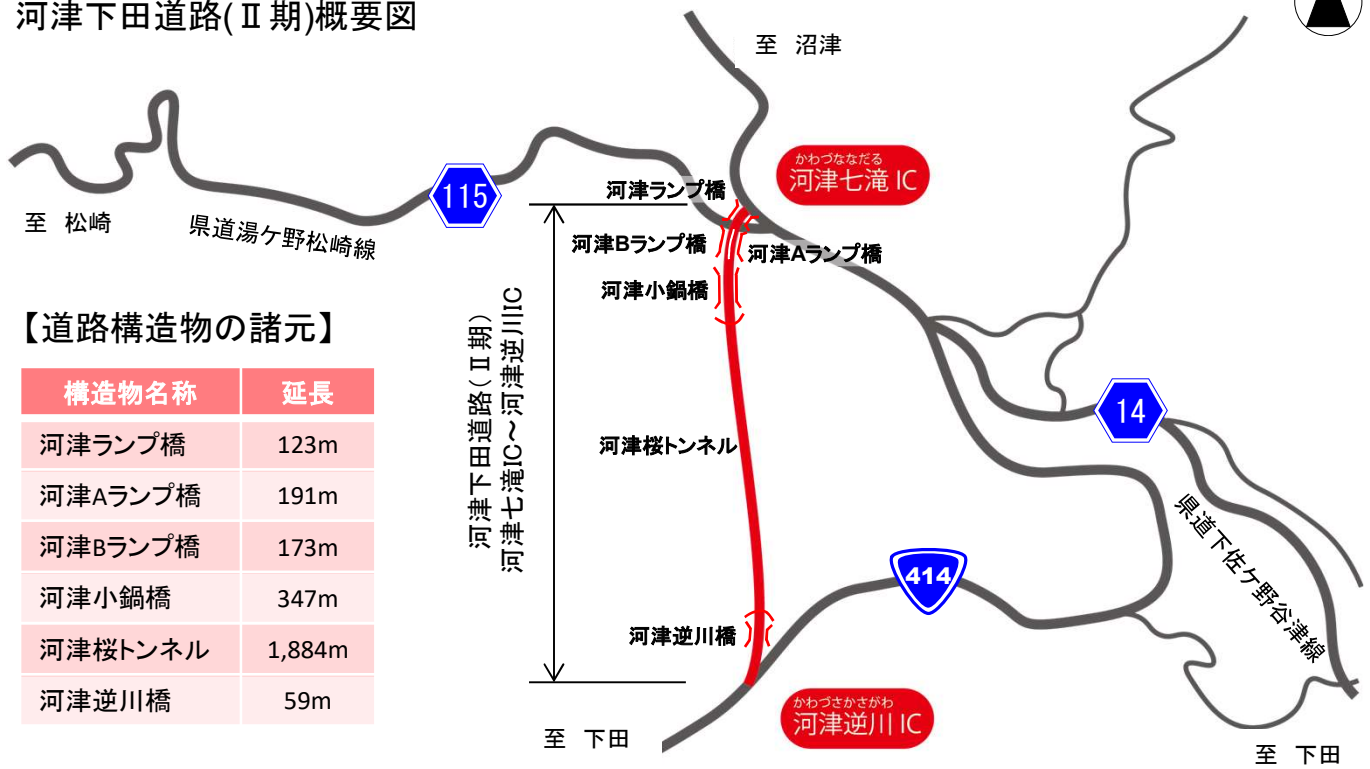 河津下田道路(Ⅱ期)概要図
至 沼津
かわづななだる
河津七滝 IC
115
至 松崎
県道湯ケ野松崎線
河津ランプ橋
河津Bランプ橋
河津Aランプ橋
河津小鍋橋
河津下田道路(Ⅱ期)
河津七滝IC～河津逆川IC
河津桜トンネル
14
県道下佐ケ野谷津線
414
河津逆川橋
かわづさかさがわ
河津逆川 IC
至 下田
至 下田
【道路構造物の諸元】
構造物名称 延長
河津ランプ橋 123m
河津Aランプ橋 191m
河津Bランプ橋 173m
河津小鍋橋 347m
河津桜トンネル 1,884m
河津逆川橋 59m